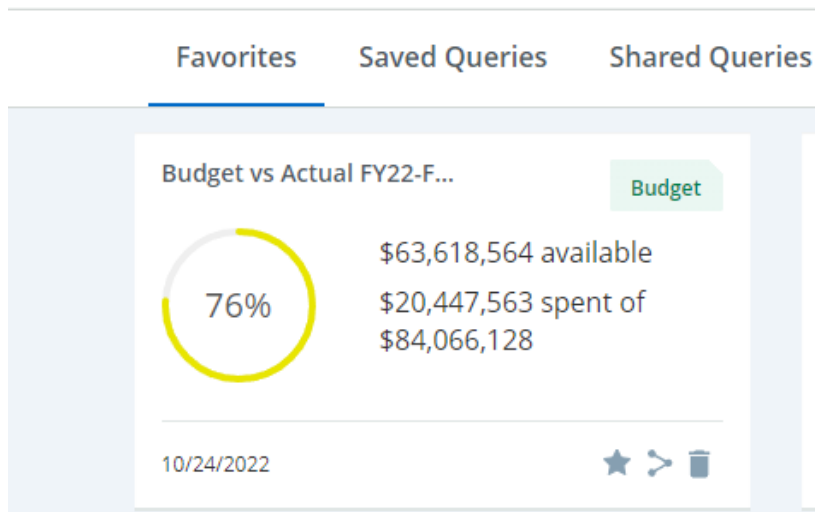 Favorites Saved Queries Shared Queries
Budget vs Actual FY22-F...
Budget
76%
$63,618,564 available
$20,447,563 spent of
$84,066,128
10/24/2022